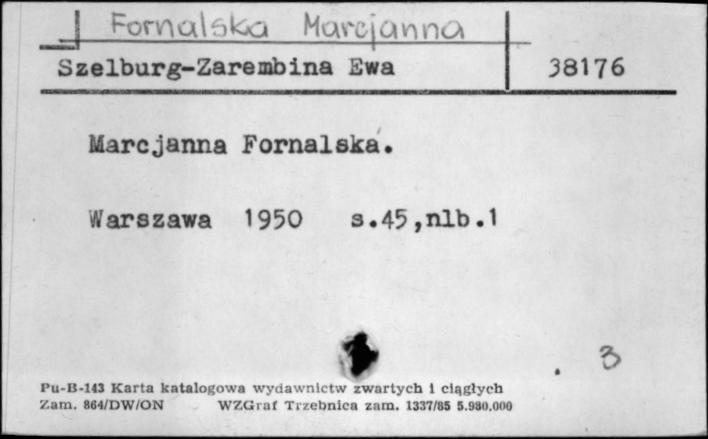 Fornalska Marcjanna
Szelburg-Zarembina Ewa 38176
Marcjanna Fornalska.
Warszawa 1950 s.45,nlb.1
3
Pu-B-143 Karta katalogowa wydawnictw zwartych i ciągłych
Zam. 864/DW/ON WZGraf Trzebnica zam. 1337/85 5.980.000